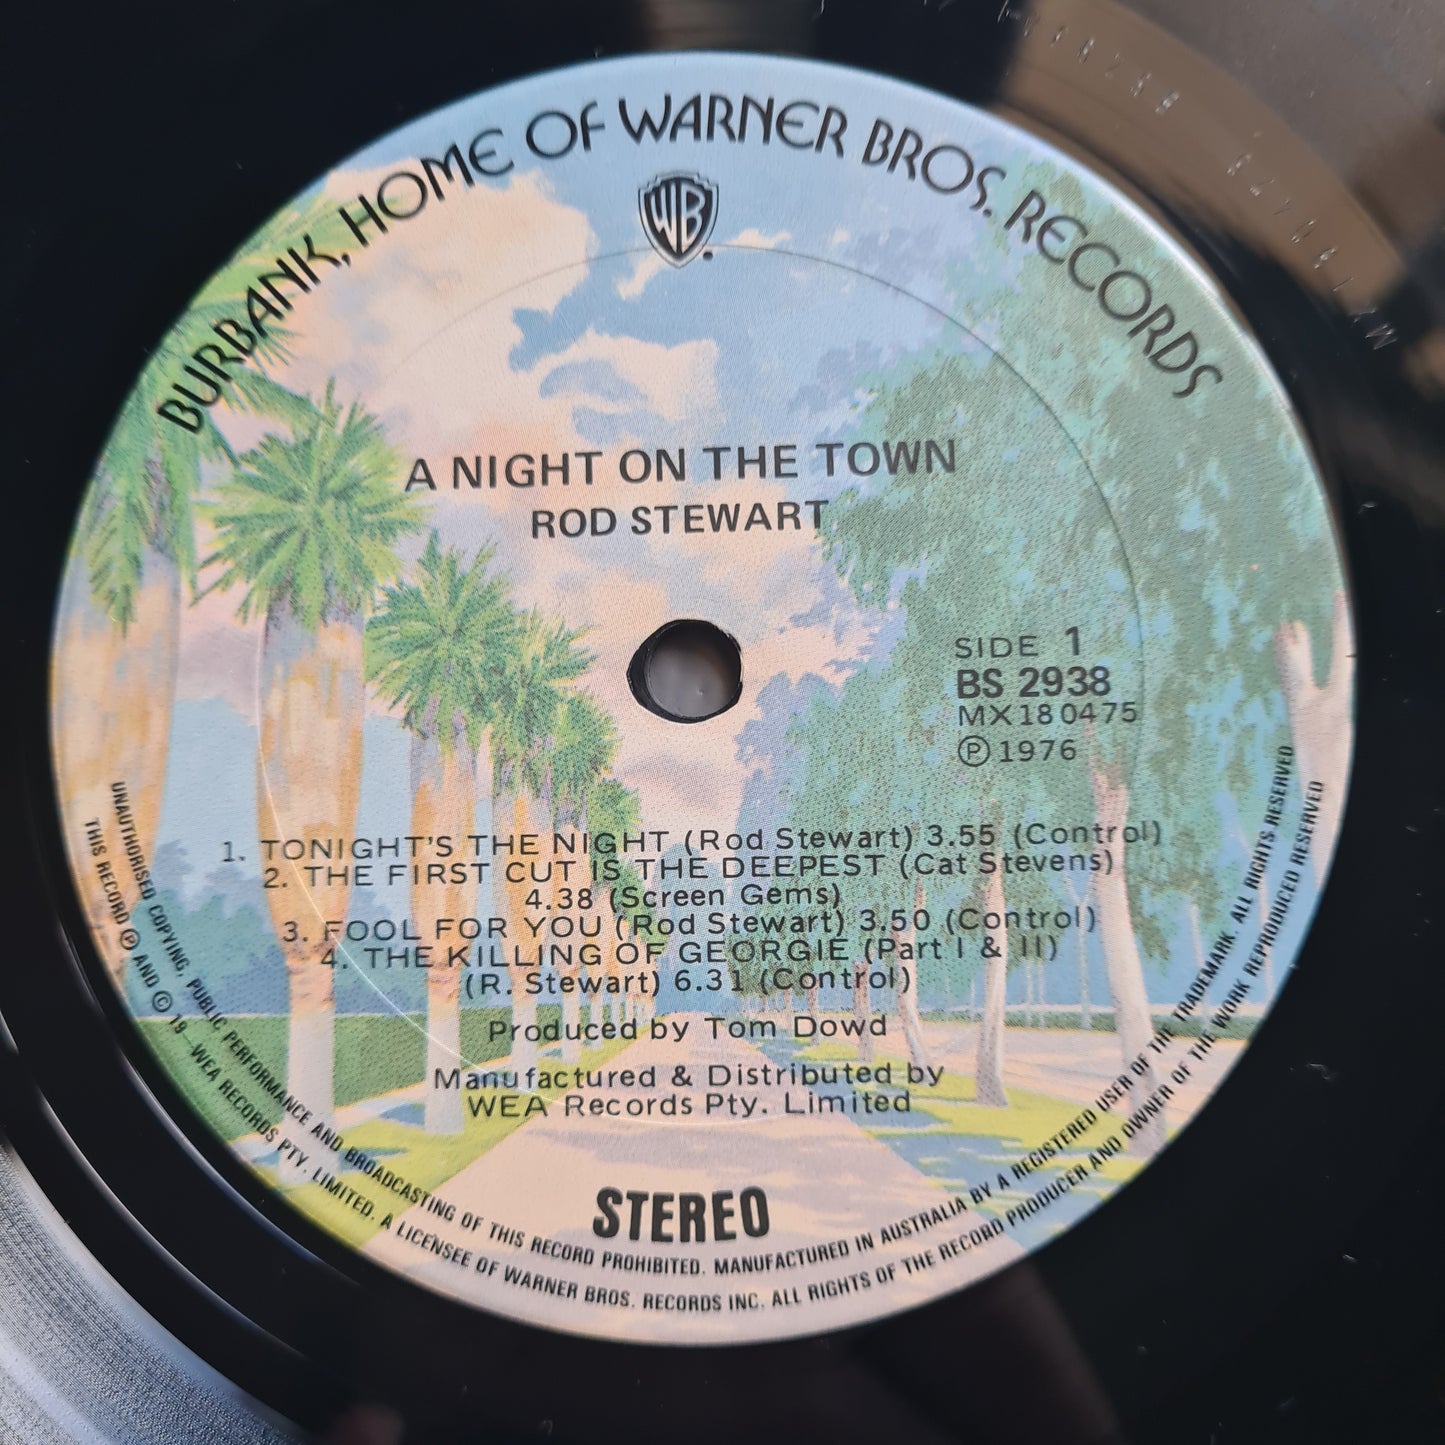 BURBANK, HOME OF WARNER BROS. RECORDS
WB
A NIGHT ON THE TOWN
ROD STEWART
SIDE 1
BS 2938
MX180475
Ⓟ 1976
1. TONIGHT'S THE NIGHT (Rod Stewart) 3.55 (Control)
2. THE FIRST CUT IS THE DEEPEST (Cat Stevens)
4.38 (Screen Gems)
3. FOOL FOR YOU (Rod Stewart) 3.50 (Control)
4. THE KILLING OF GEORGIE (Part I & II)
(R. Stewart) 6.31 (Control)
Produced by Tom Dowd
Manufactured & Distributed by
WEA Records Pty. Limited
STEREO
UNAUTHORISED COPYING, PUBLIC PERFORMANCE AND BROADCASTING OF THIS RECORD PROHIBITED. MANUFACTURED IN AUSTRALIA BY A REGISTERED USER OF THE TRADEMARK. ALL RIGHTS RESERVED
THIS RECORD Ⓟ AND © 19 WEA RECORDS PTY. LIMITED. A LICENSEE OF WARNER BROS. RECORDS INC. ALL RIGHTS OF THE RECORD PRODUCER AND OWNER OF THE WORK REPRODUCED RESERVED